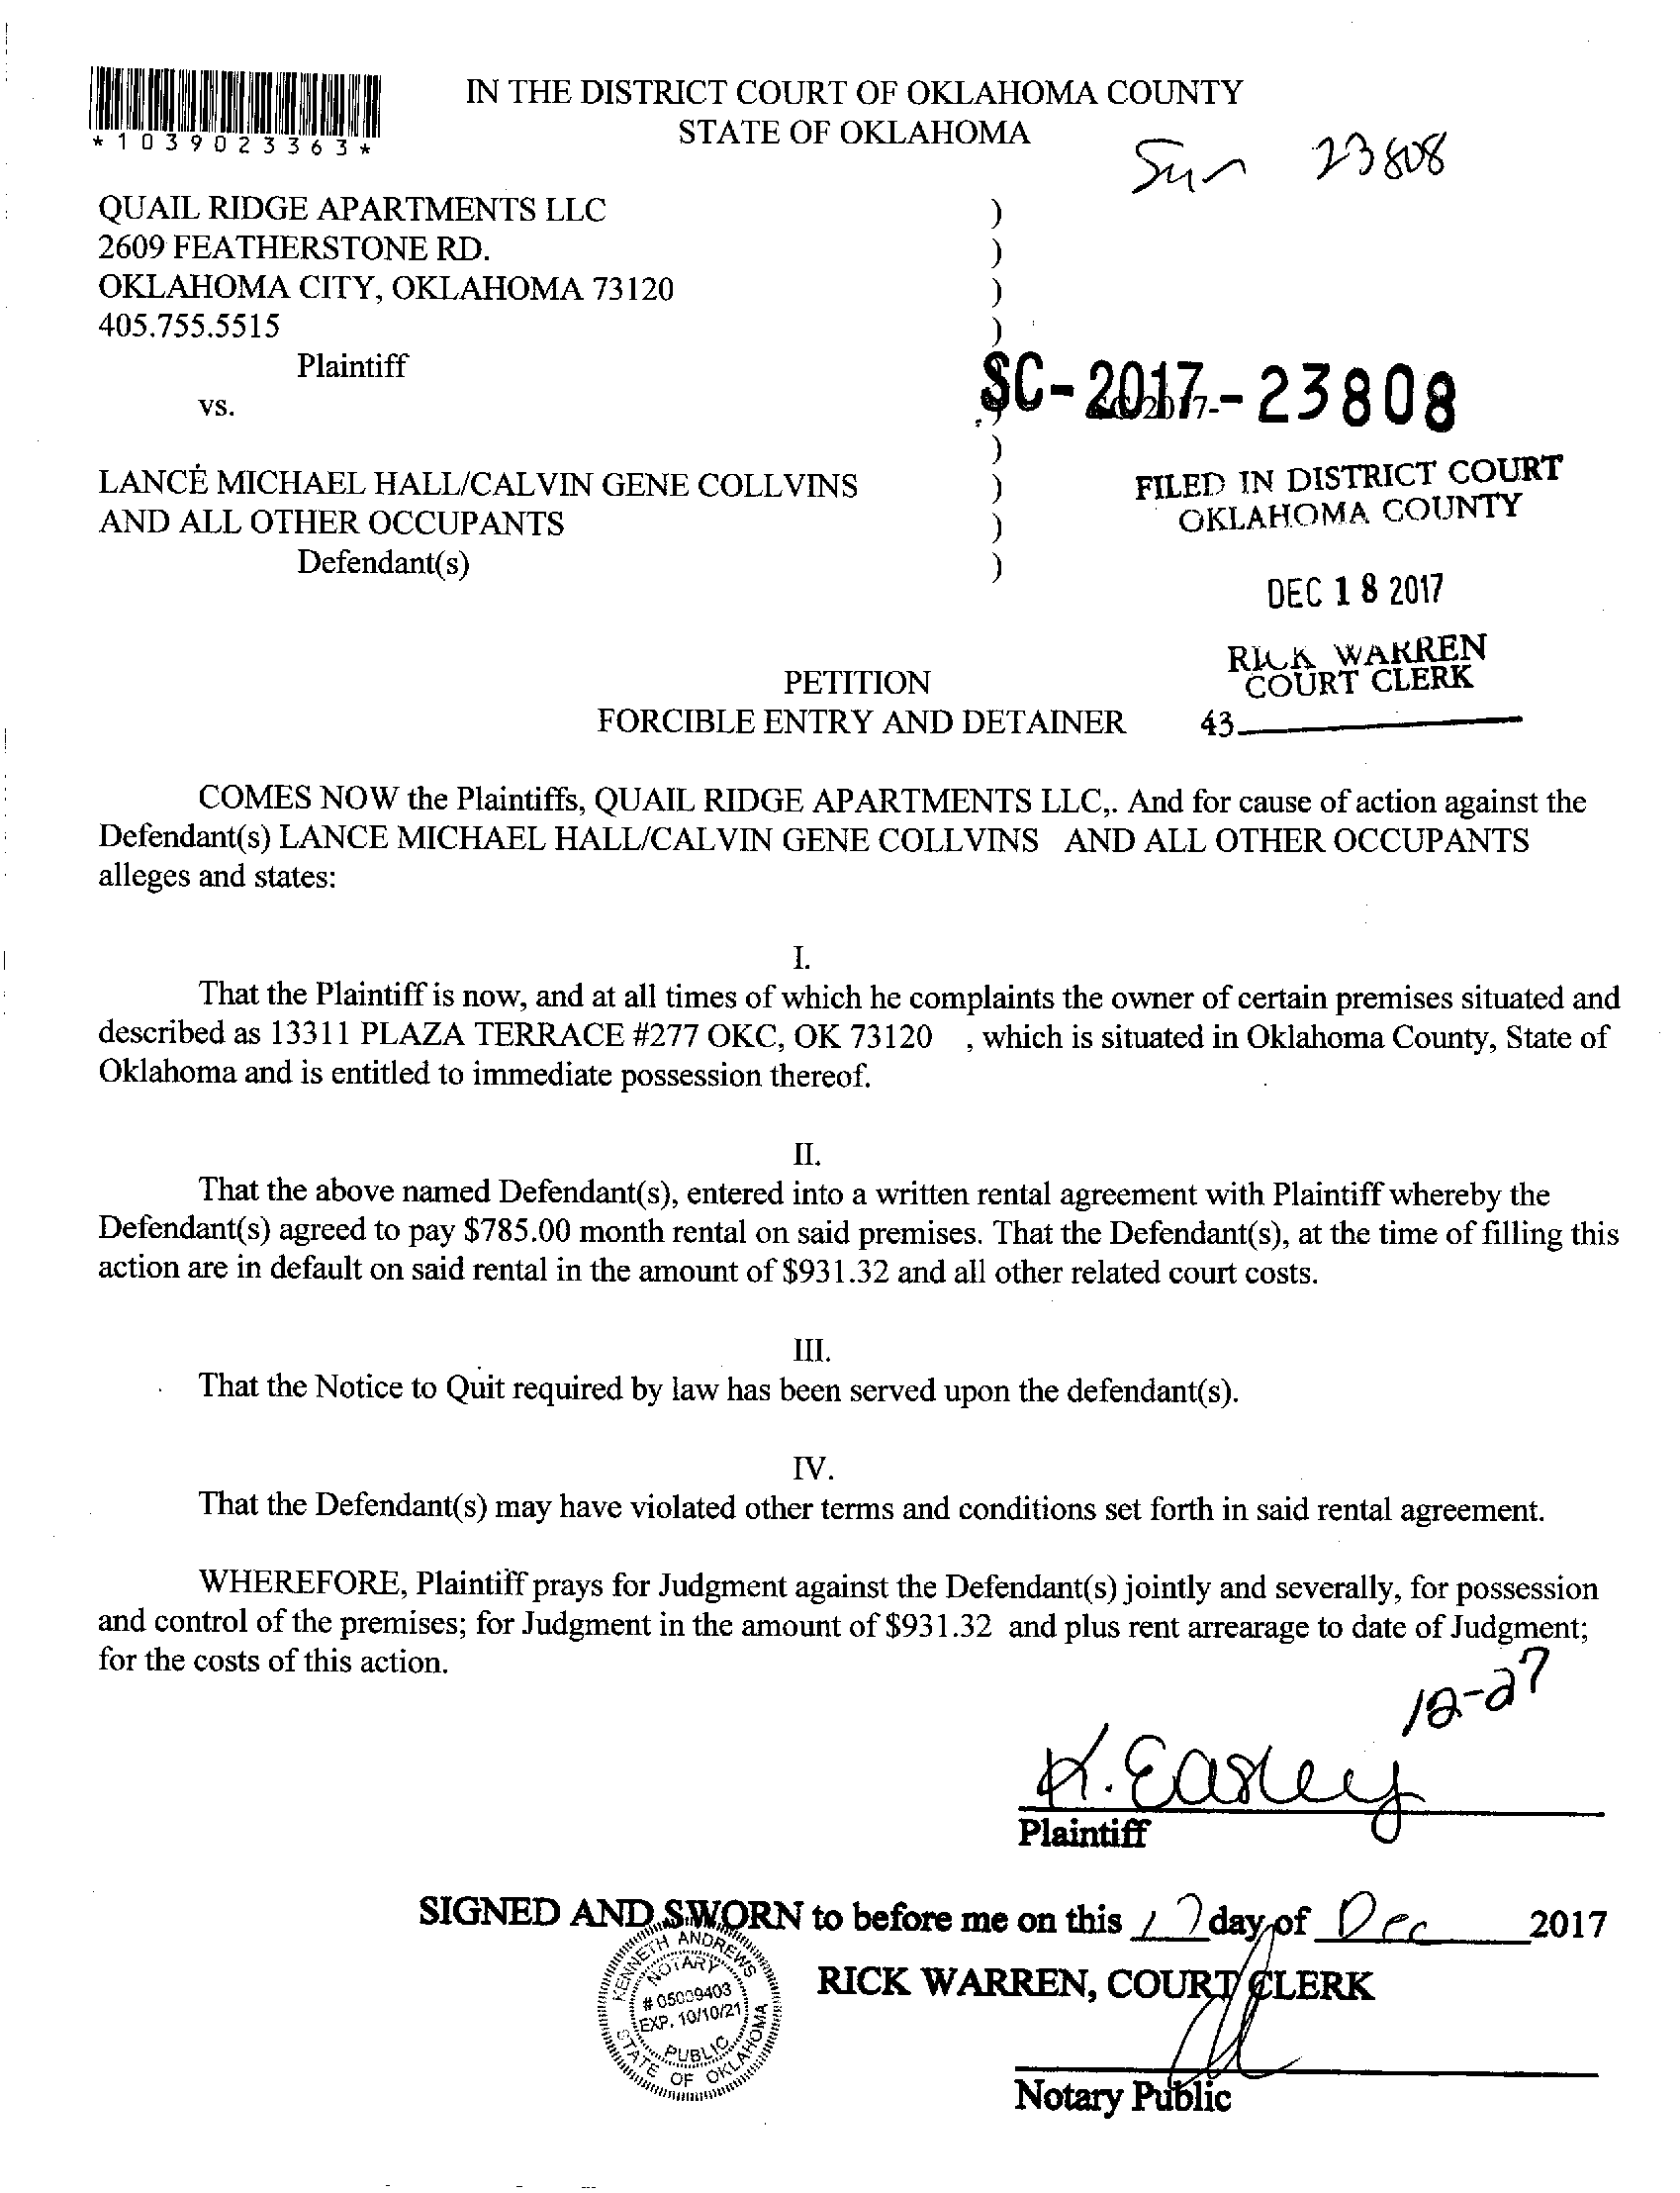 IN THE DISTRICT COURT OF OKLAHOMA COUNTY
STATE OF OKLAHOMA
*1039023363*
23808
QUAIL RIDGE APARTMENTS LLC )
2609 FEATHERSTONE RD. )
OKLAHOMA CITY, OKLAHOMA 73120 )
405.755.5515 )
Plaintiff
vs.
SC-2017-23808
)
LANCE MICHAEL HALL/CALVIN GENE COLLVINS )
AND ALL OTHER OCCUPANTS )
Defendant(s) )
FILED IN DISTRICT COURT
OKLAHOMA COUNTY
DEC 18 2017
RICK WARREN
COURT CLERK
43
PETITION
FORCIBLE ENTRY AND DETAINER
COMES NOW the Plaintiffs, QUAIL RIDGE APARTMENTS LLC,. And for cause of action against the
Defendant(s) LANCE MICHAEL HALL/CALVIN GENE COLLVINS AND ALL OTHER OCCUPANTS
alleges and states:
I.
That the Plaintiff is now, and at all times of which he complaints the owner of certain premises situated and
described as 13311 PLAZA TERRACE #277 OKC, OK 73120 , which is situated in Oklahoma County, State of
Oklahoma and is entitled to immediate possession thereof.
II.
That the above named Defendant(s), entered into a written rental agreement with Plaintiff whereby the
Defendant(s) agreed to pay $785.00 month rental on said premises. That the Defendant(s), at the time of filling this
action are in default on said rental in the amount of $931.32 and all other related court costs.
III.
That the Notice to Quit required by law has been served upon the defendant(s).
IV.
That the Defendant(s) may have violated other terms and conditions set forth in said rental agreement.
WHEREFORE, Plaintiff prays for Judgment against the Defendant(s) jointly and severally, for possession
and control of the premises; for Judgment in the amount of $931.32 and plus rent arrearage to date of Judgment;
for the costs of this action.
12-27
K. Easley
Plaintiff
SIGNED AND SWORN to before me on this 17 day of Dec 2017
RICK WARREN, COURT CLERK
KENNETH ANDREWS
NOTARY
# 05009403
EXP. 10/10/21
PUBLIC
STATE OF OKLAHOMA
Notary Public